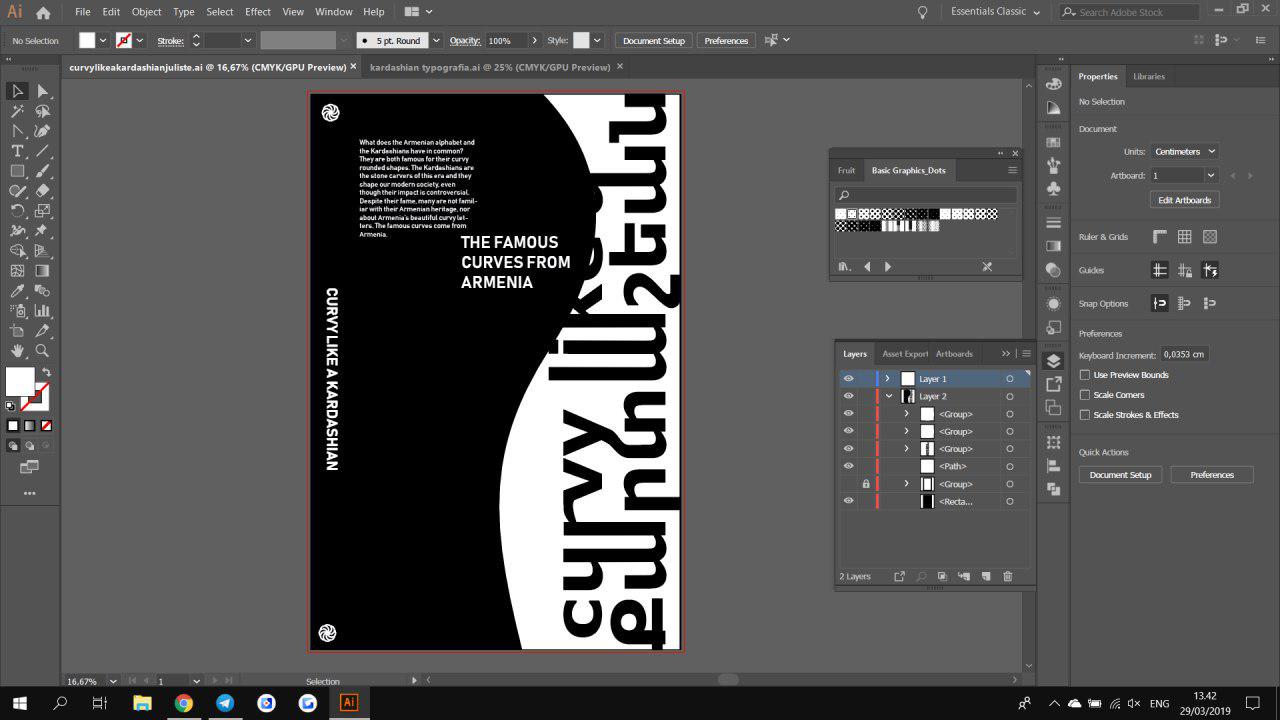 Ai
File Edit Object Type Select Effect View Window Help
Essentials Classic
Search Adobe Stock
No Selection
Stroke:
5 pt. Round
Opacity:
100%
Style:
Document Setup
Preferences
curvylikeakardashianjuliste.ai @ 16,67% (CMYK/GPU Preview)
kardashian typografia.ai @ 25% (CMYK/GPU Preview)
What does the Armenian alphabet and
the Kardashians have in common?
They are both famous for their curvy
rounded shapes. The Kardashians are
the stone carvers of this era and they
shape our modern society, even
though their impact is controversial.
Despite their fame, many are not famil-
iar with their Armenian heritage, nor
about Armenia's beautiful curvy let-
ters. The famous curves come from
Armenia.
THE FAMOUS
CURVES FROM
ARMENIA
CURVY LIKE A KARDASHIAN
curvy like
Fruit
Basic Graphics_Dots
Layers
Asset Export
Artboards
Layer 1
Layer 2
<Group>
<Group>
<Group>
<Path>
<Group>
<Recta...
2 Layers
Properties
Libraries
No Selection
Document
Units:
Centimeters
Artboard:
1
Edit Artboards
Ruler & Grids
Guides
Snap Options
Preferences
Keyboard Increment:
0,0353 cm
Use Preview Bounds
Scale Corners
Scale Strokes & Effects
Quick Actions
Document Setup
Preferences
16,67%
1
Selection
Ai
ENG
13.42
29/03/2019